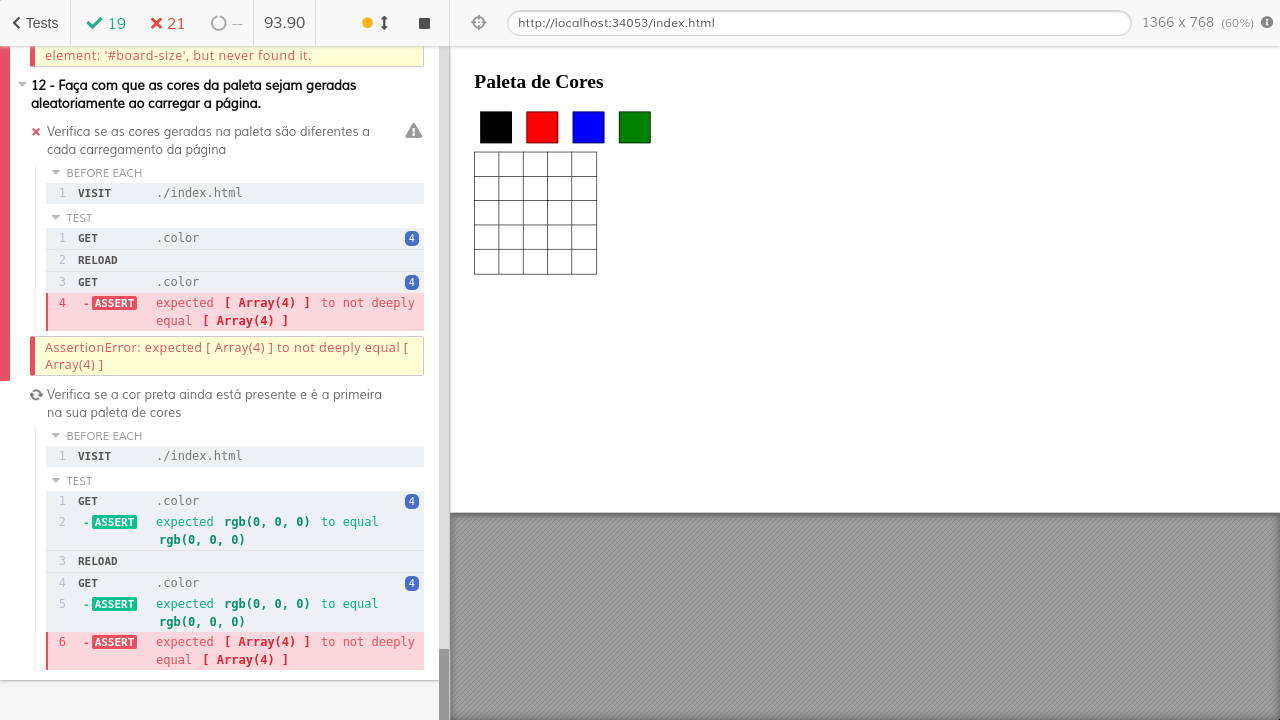 Tests
19
21
--
93.90
http://localhost:34053/index.html
1366 x 768 (60%)
element: '#board-size', but never found it.
12 - Faça com que as cores da paleta sejam geradas
aleatoriamente ao carregar a página.
Verifica se as cores geradas na paleta são diferentes a
cada carregamento da página
BEFORE EACH
1 VISIT ./index.html
TEST
1 GET .color 4
2 RELOAD
3 GET .color 4
4 - ASSERT expected [ Array(4) ] to not deeply
equal [ Array(4) ]
AssertionError: expected [ Array(4) ] to not deeply equal [
Array(4) ]
Verifica se a cor preta ainda está presente e é a primeira
na sua paleta de cores
BEFORE EACH
1 VISIT ./index.html
TEST
1 GET .color 4
2 - ASSERT expected rgb(0, 0, 0) to equal
rgb(0, 0, 0)
3 RELOAD
4 GET .color 4
5 - ASSERT expected rgb(0, 0, 0) to equal
rgb(0, 0, 0)
6 - ASSERT expected [ Array(4) ] to not deeply
equal [ Array(4) ]
Paleta de Cores